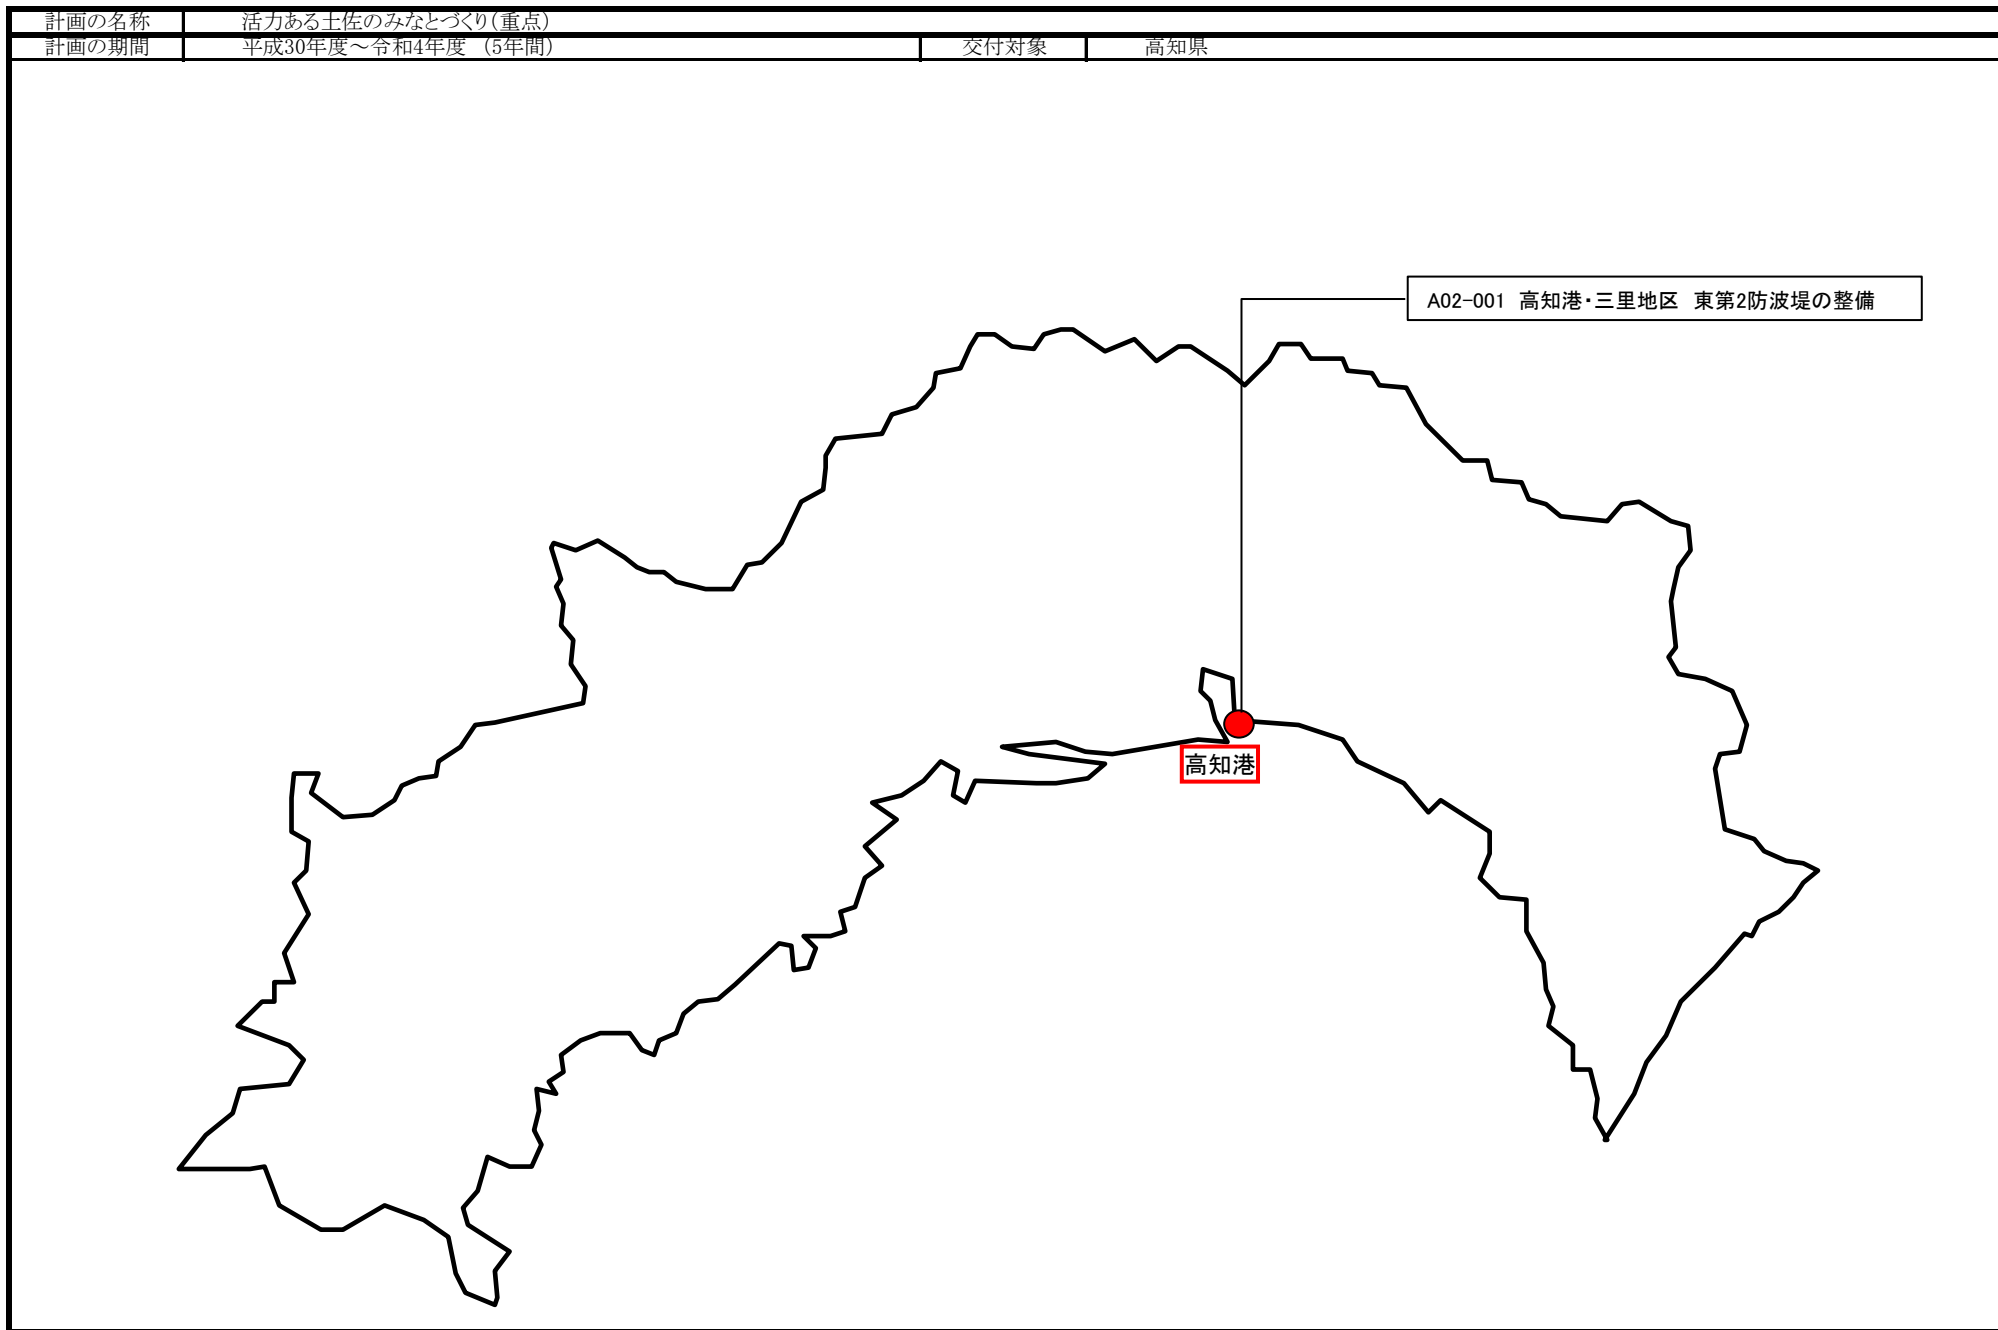 計画の名称 活力ある土佐のみなとづくり（重点）
計画の期間 平成30年度～令和4年度 （5年間） 交付対象 高知県
A02-001 高知港・三里地区 東第2防波堤の整備
高知港